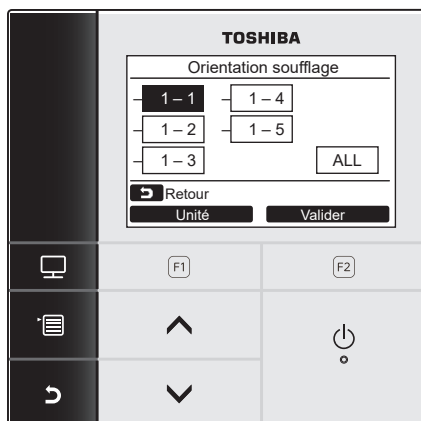 TOSHIBA
Orientation soufflage
1 – 1 1 – 4
1 – 2 1 – 5
1 – 3 ALL
Retour
Unité Valider
F1 F2